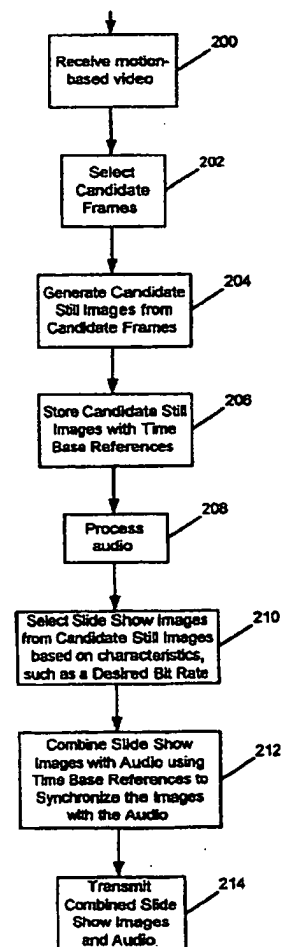 200
Receive motion-
based video
202
Select
Candidate
Frames
204
Generate Candidate
Still Images from
Candidate Frames
206
Store Candidate Still
Images with Time
Base References
208
Process
audio
210
Select Slide Show Images
from Candidate Still Images
based on characteristics,
such as a Desired Bit Rate
212
Combine Slide Show
Images with Audio using
Time Base References to
Synchronize the Images
with the Audio
214
Transmit
Combined Slide
Show Images
and Audio